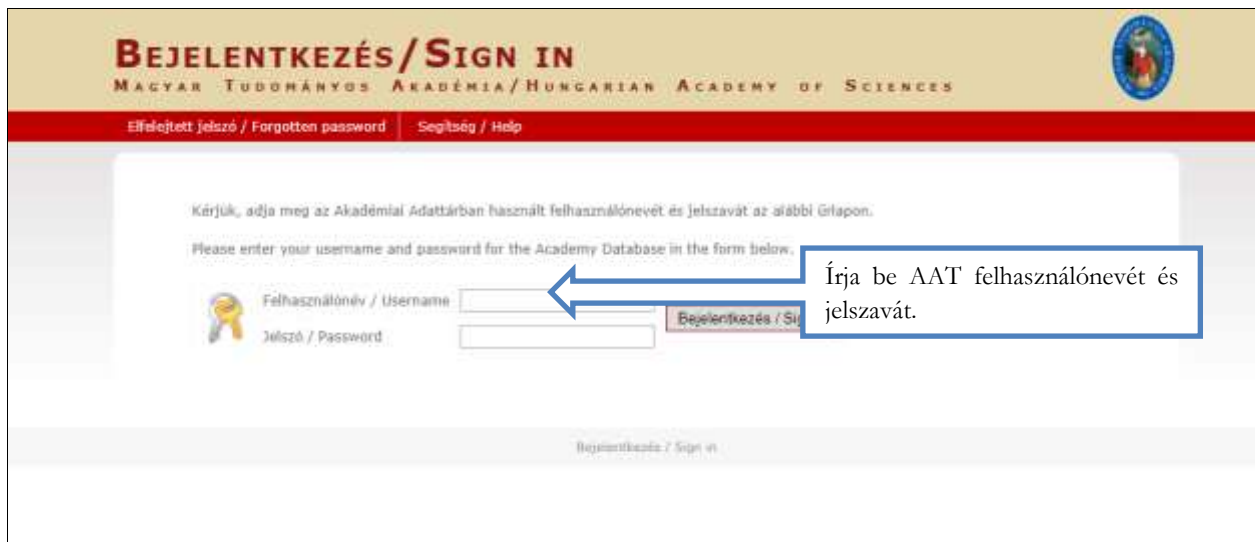 BEJELENTKEZÉS/SIGN IN
MAGYAR TUDOMÁNYOS AKADÉMIA/HUNGARIAN ACADEMY OF SCIENCES
Elfelejtett jelszó / Forgotten password Segítség / Help
Kérjük, adja meg az Akadémiai Adattárban használt felhasználónevét és jelszavát az alábbi űrlapon.
Please enter your username and password for the Academy Database in the form below.
Írja be AAT felhasználónevét és
jelszavát.
Felhasználónév / Username
Bejelentkezés / Si
Jelszó / Password
Bejelentkezés / Sign in